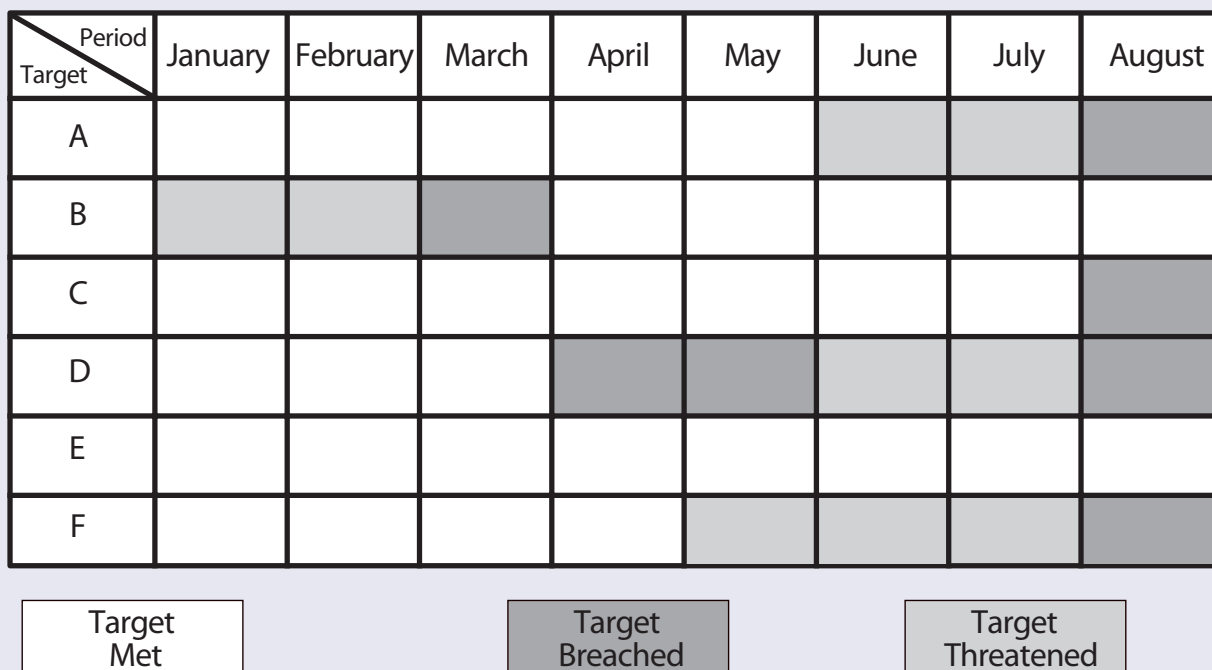 Period
Target
January February March April May June July August
A
B
C
D
E
F
Target Target Target
Met Breached Threatened